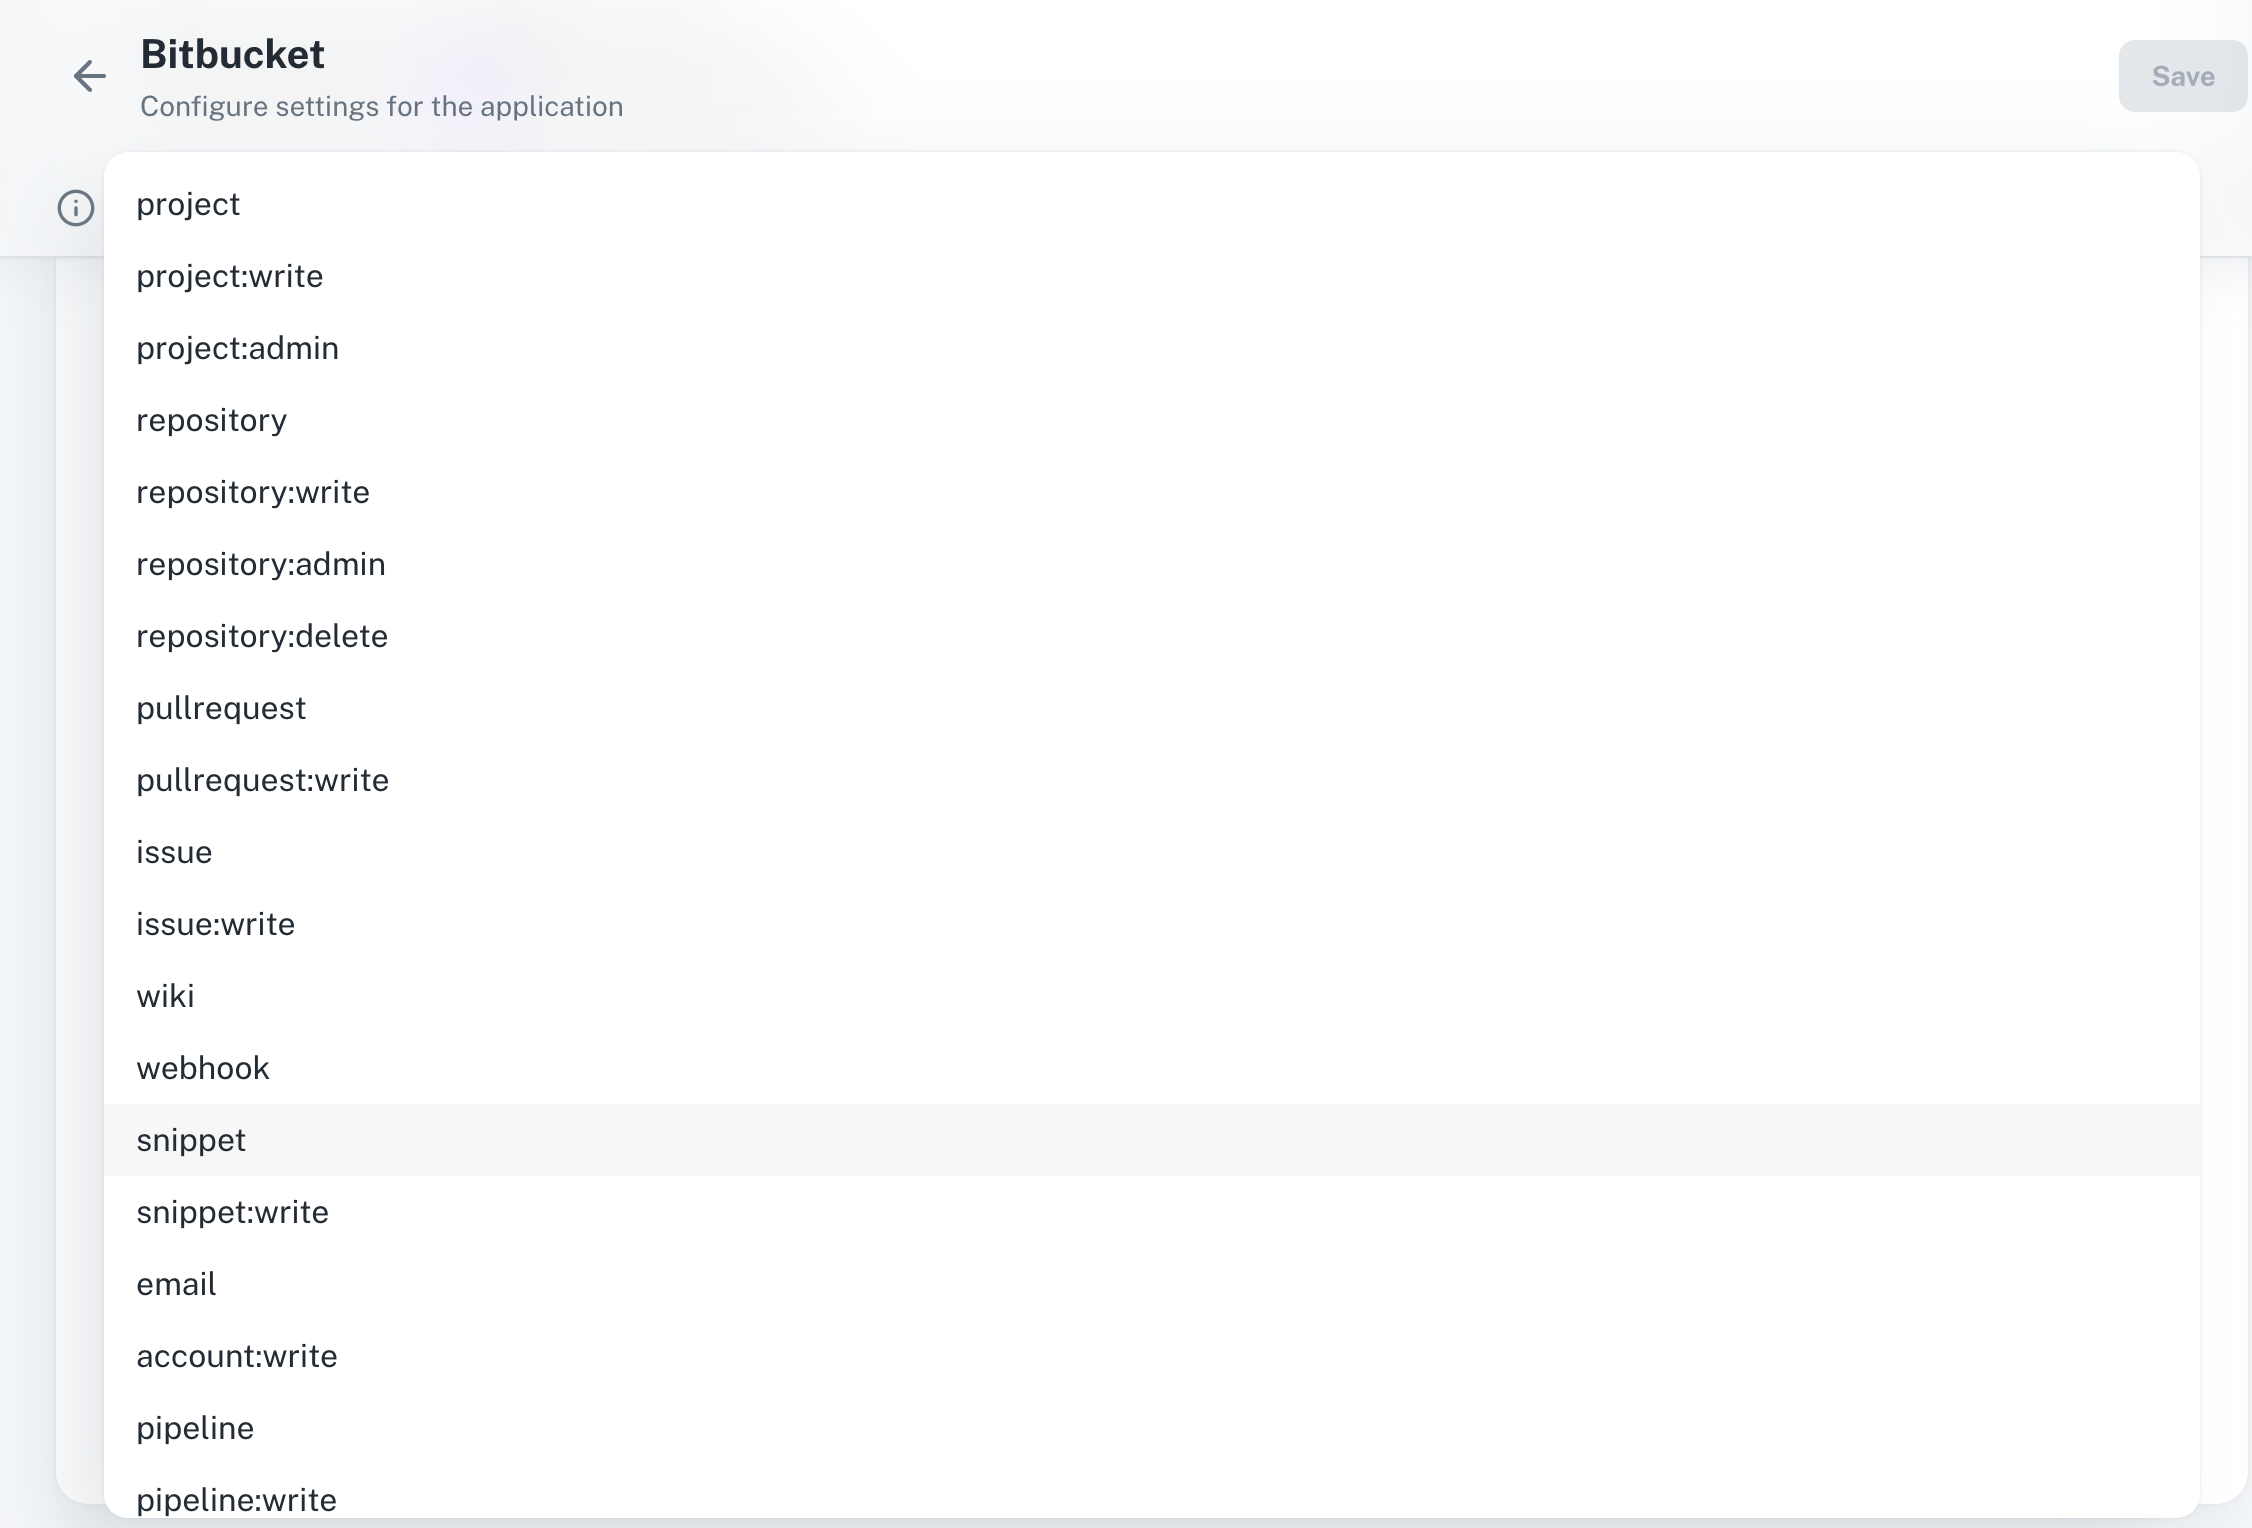 Bitbucket
Configure settings for the application
Save
project
project:write
project:admin
repository
repository:write
repository:admin
repository:delete
pullrequest
pullrequest:write
issue
issue:write
wiki
webhook
snippet
snippet:write
email
account:write
pipeline
pipeline:write